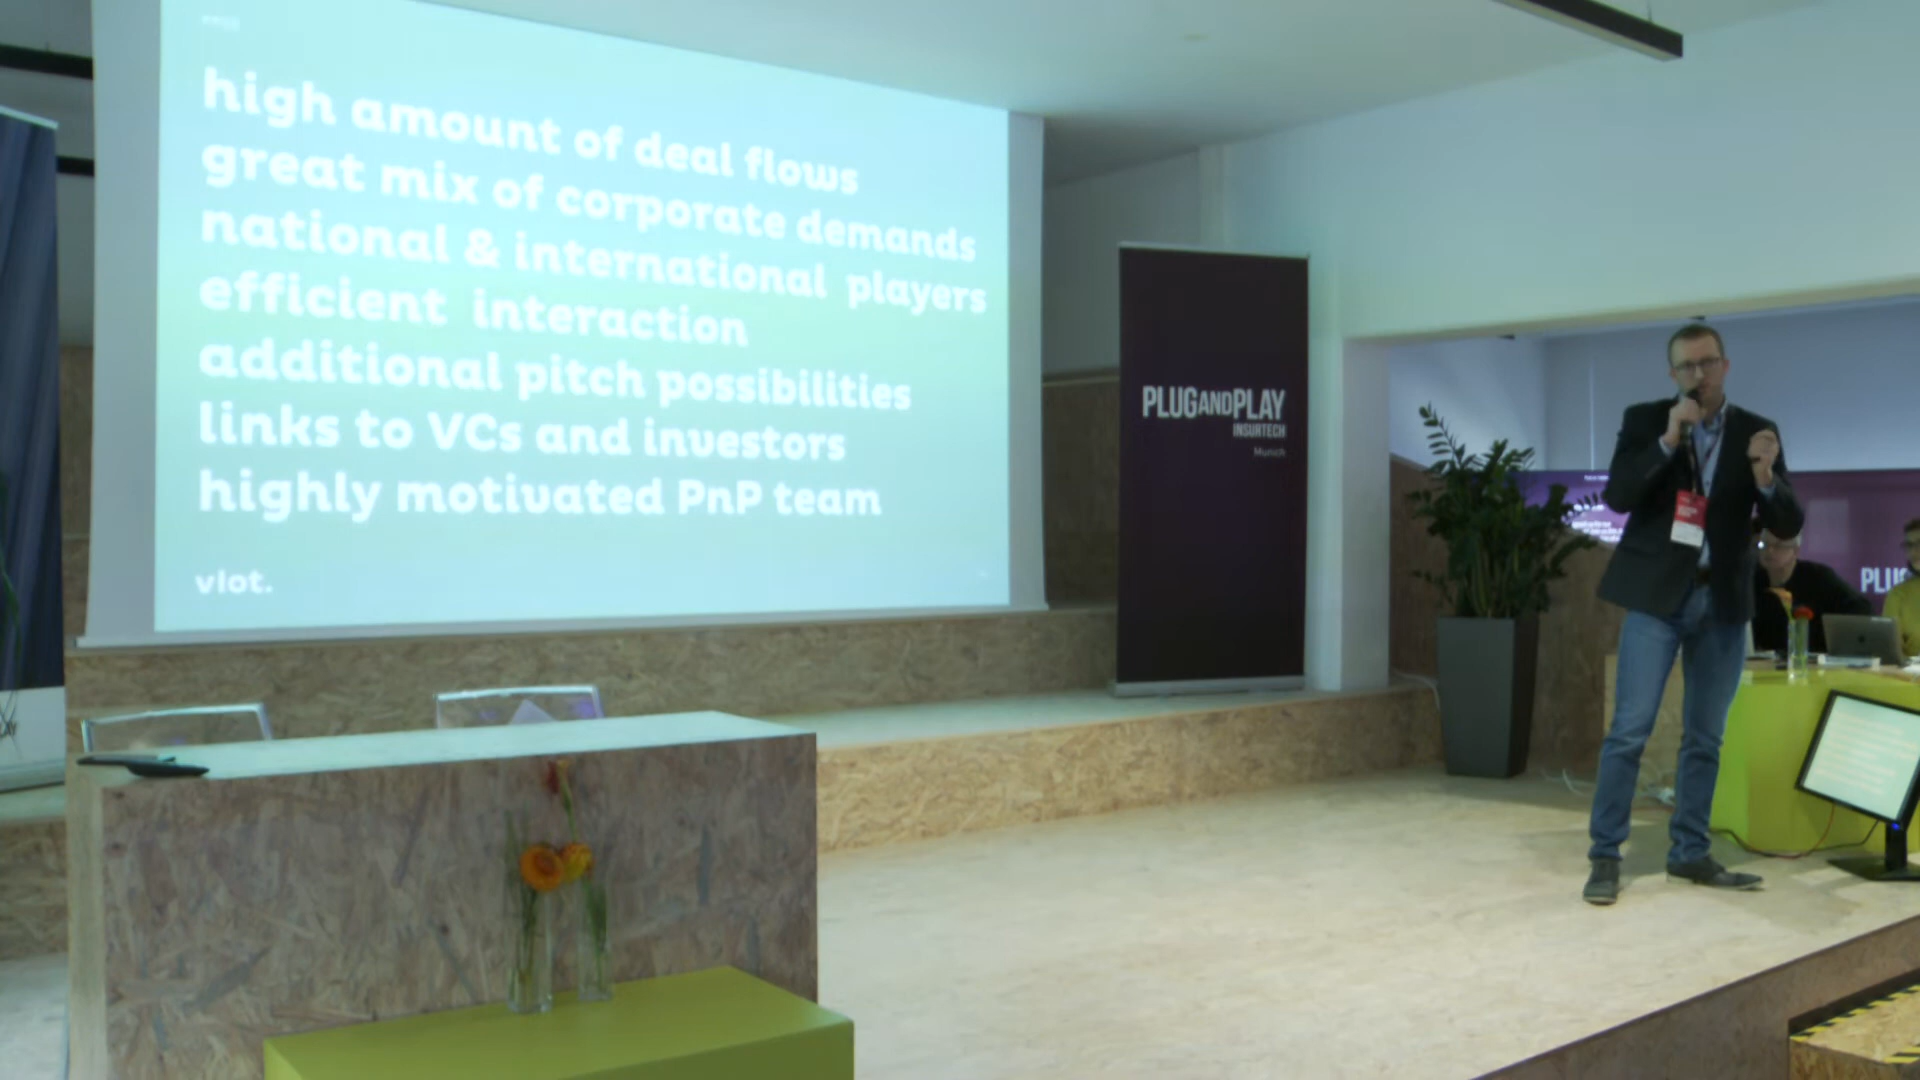 high amount of deal flows
great mix of corporate demands
national & international players
efficient interaction
additional pitch possibilities
links to VCs and investors
highly motivated PnP team
vlot.
PLUGANDPLAY
INSURTECH
Munich